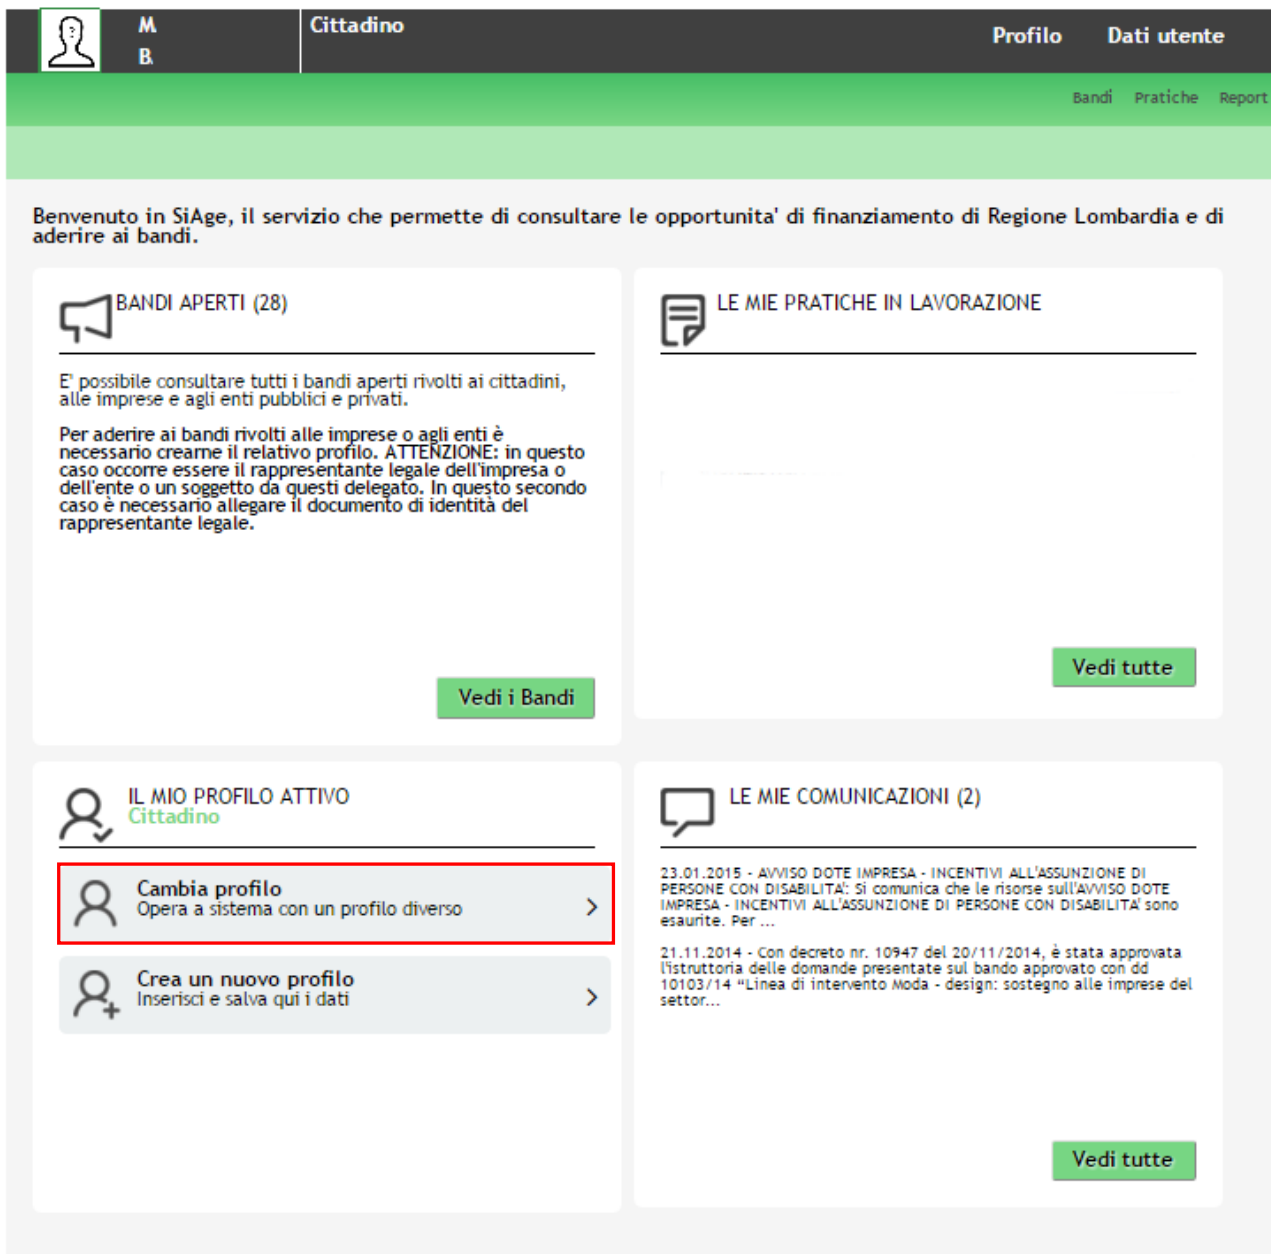 M
B.
Cittadino
Profilo
Dati utente
Bandi
Pratiche
Report
Benvenuto in SiAge, il servizio che permette di consultare le opportunita' di finanziamento di Regione Lombardia e di
aderire ai bandi.
BANDI APERTI (28)
E' possibile consultare tutti i bandi aperti rivolti ai cittadini,
alle imprese e agli enti pubblici e privati.
Per aderire ai bandi rivolti alle imprese o agli enti è
necessario crearne il relativo profilo. ATTENZIONE: in questo
caso occorre essere il rappresentante legale dell'impresa o
dell'ente o un soggetto da questi delegato. In questo secondo
caso è necessario allegare il documento di identità del
rappresentante legale.
Vedi i Bandi
LE MIE PRATICHE IN LAVORAZIONE
Vedi tutte
IL MIO PROFILO ATTIVO
Cittadino
Cambia profilo
Opera a sistema con un profilo diverso
Crea un nuovo profilo
Inserisci e salva qui i dati
LE MIE COMUNICAZIONI (2)
23.01.2015 - AVVISO DOTE IMPRESA - INCENTIVI ALL'ASSUNZIONE DI
PERSONE CON DISABILITA': Si comunica che le risorse sull'AVVISO DOTE
IMPRESA - INCENTIVI ALL'ASSUNZIONE DI PERSONE CON DISABILITA' sono
esaurite. Per ...
21.11.2014 - Con decreto nr. 10947 del 20/11/2014, è stata approvata
l'istruttoria delle domande presentate sul bando approvato con dd
10103/14 “Linea di intervento Moda - design: sostegno alle imprese del
settor...
Vedi tutte